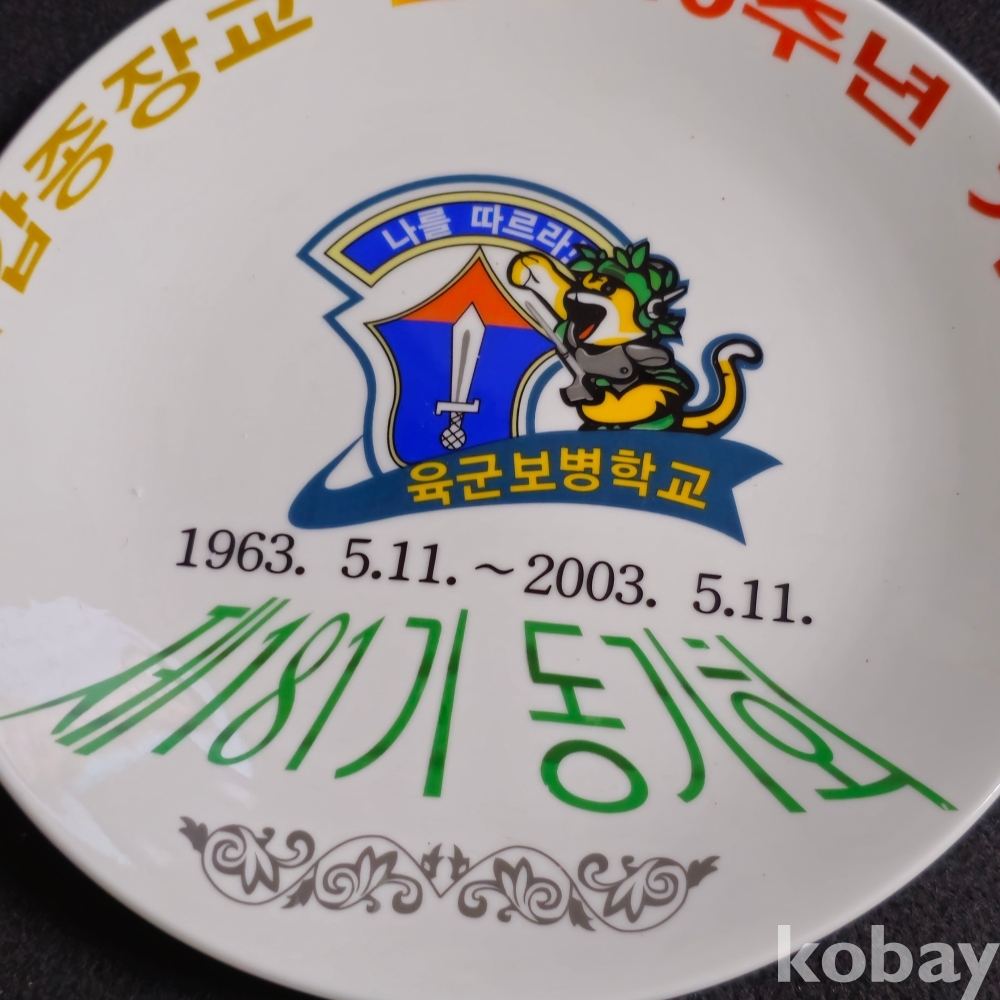 갑종장교 주년
나를 따르라!
육군보병학교
1963. 5.11.~2003. 5.11.
제181기 동기회
kobay